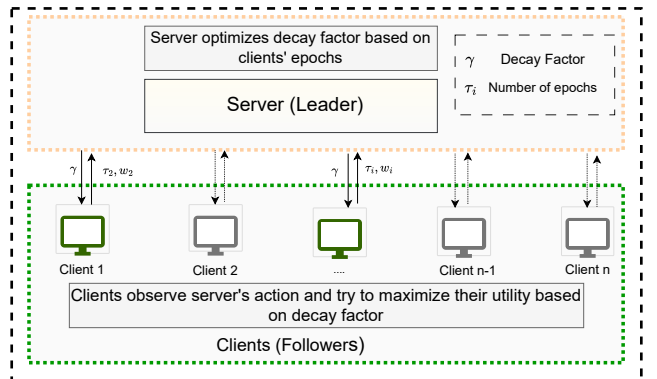 Server optimizes decay factor based on
clients' epochs
γ Decay Factor
τᵢ Number of epochs
Server (Leader)
γ τ₂, w₂ γ τᵢ, wᵢ
Client 1 Client 2 .... Client n-1 Client n
Clients observe server's action and try to maximize their utility based
on decay factor
Clients (Followers)